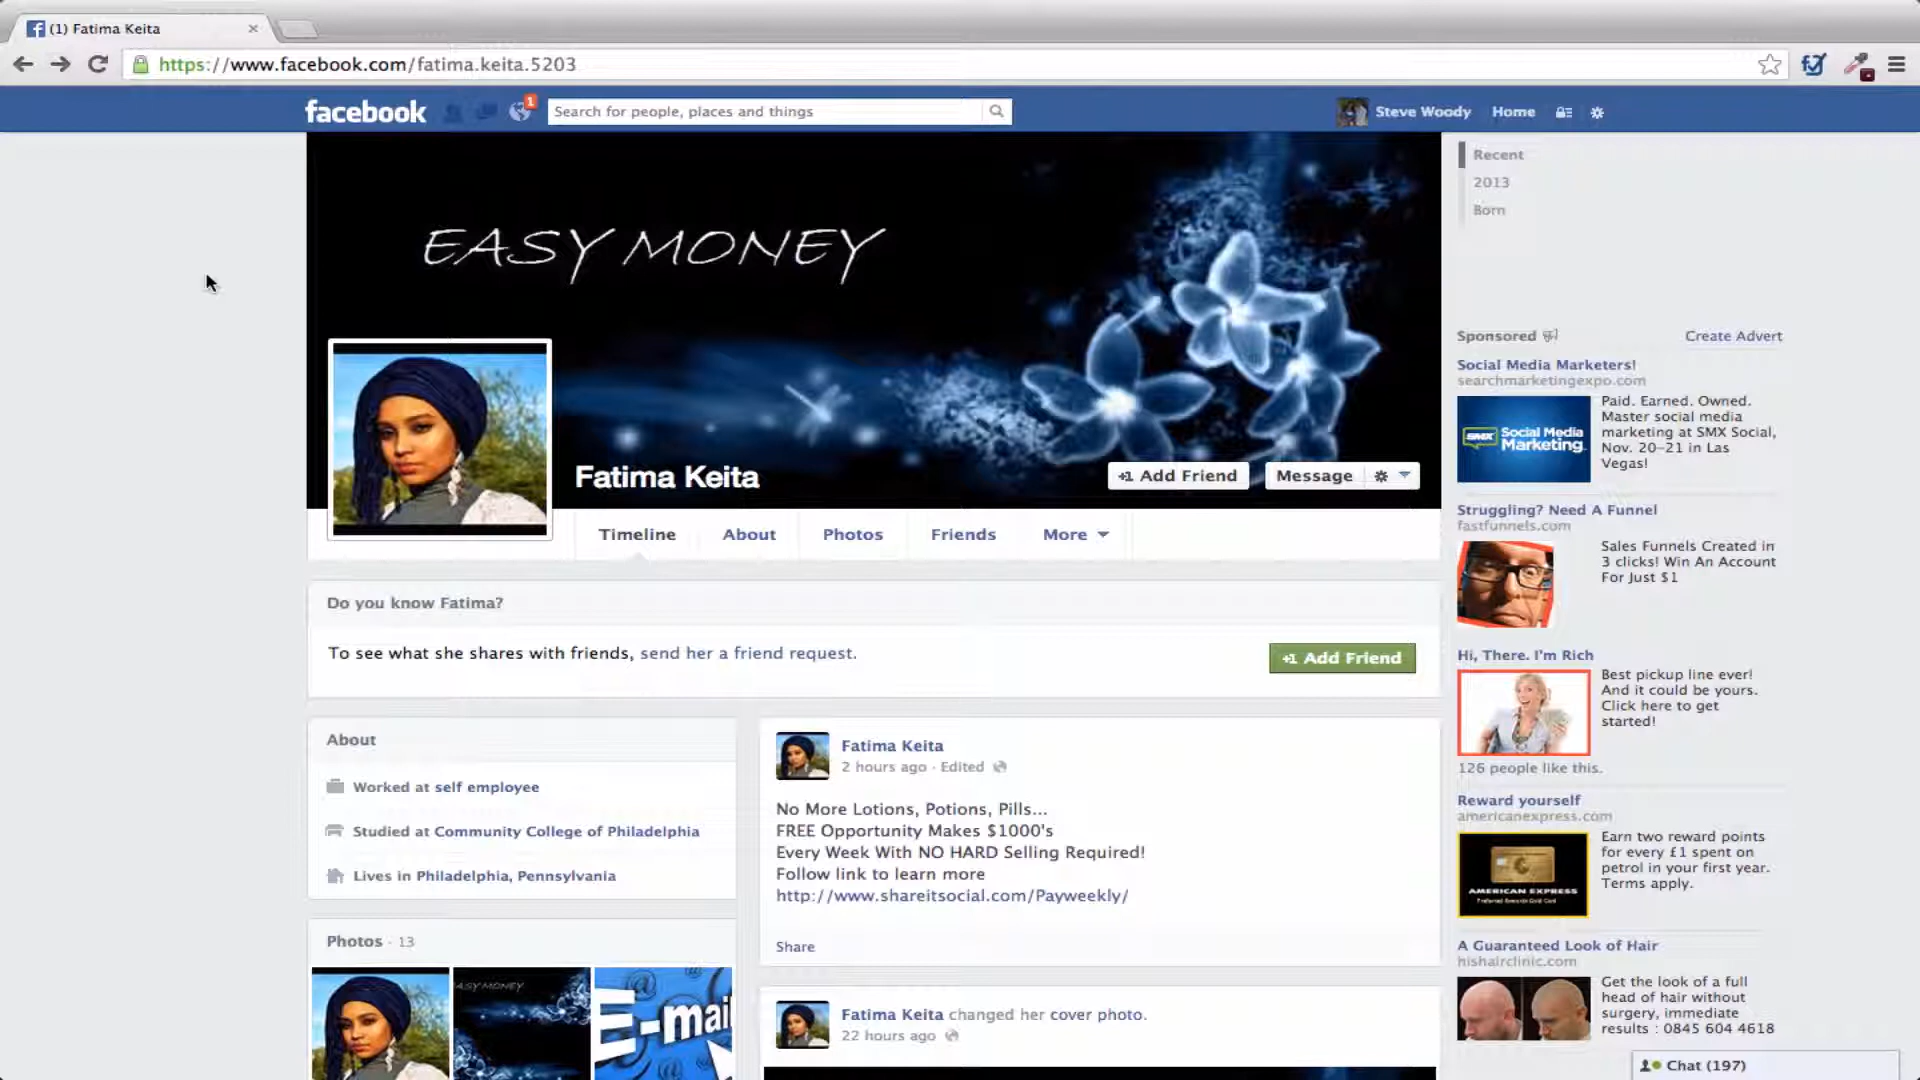 (1) Fatima Keita
https://www.facebook.com/fatima.keita.5203
facebook
1
Search for people, places and things
Steve Woody
Home
EASY MONEY
Fatima Keita
+1 Add Friend
Message
Timeline
About
Photos
Friends
More
Do you know Fatima?
To see what she shares with friends, send her a friend request.
+1 Add Friend
About
Worked at self employee
Studied at Community College of Philadelphia
Lives in Philadelphia, Pennsylvania
Photos · 13
ASY MONEY
E-mail
Fatima Keita
2 hours ago · Edited
No More Lotions, Potions, Pills...
FREE Opportunity Makes $1000's
Every Week With NO HARD Selling Required!
Follow link to learn more
http://www.shareitsocial.com/Payweekly/
Share
Fatima Keita changed her cover photo.
22 hours ago
Recent
2013
Born
Sponsored
Create Advert
Social Media Marketers!
searchmarketingexpo.com
SMX Social Media
Marketing
Paid. Earned. Owned.
Master social media
marketing at SMX Social,
Nov. 20-21 in Las
Vegas!
Struggling? Need A Funnel
fastfunnels.com
Sales Funnels Created in
3 clicks! Win An Account
For Just $1
Hi, There. I'm Rich
Best pickup line ever!
And it could be yours.
Click here to get
started!
126 people like this.
Reward yourself
americanexpress.com
AMERICAN EXPRESS
Preferred Rewards Gold Card
Earn two reward points
for every £1 spent on
petrol in your first year.
Terms apply.
A Guaranteed Look of Hair
hishairclinic.com
Get the look of a full
head of hair without
surgery, immediate
results : 0845 604 4618
Chat (197)